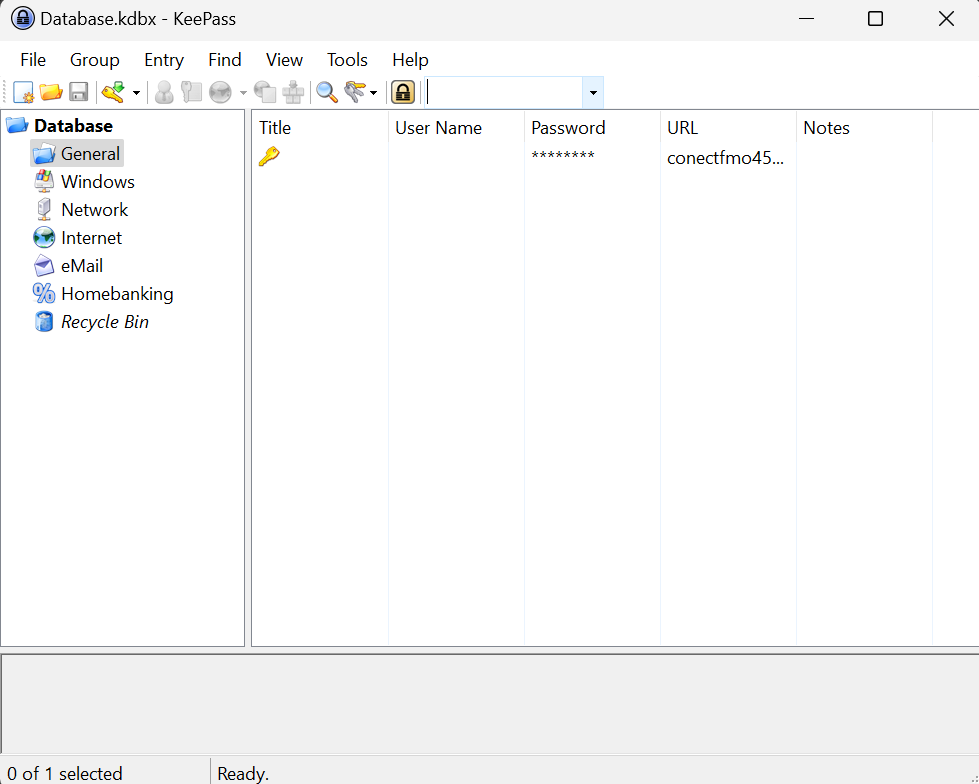 Database.kdbx - KeePass
File Group Entry Find View Tools Help
Database
General
Windows
Network
Internet
eMail
Homebanking
Recycle Bin
Title User Name Password URL Notes
******** conectfmo45...
0 of 1 selected Ready.